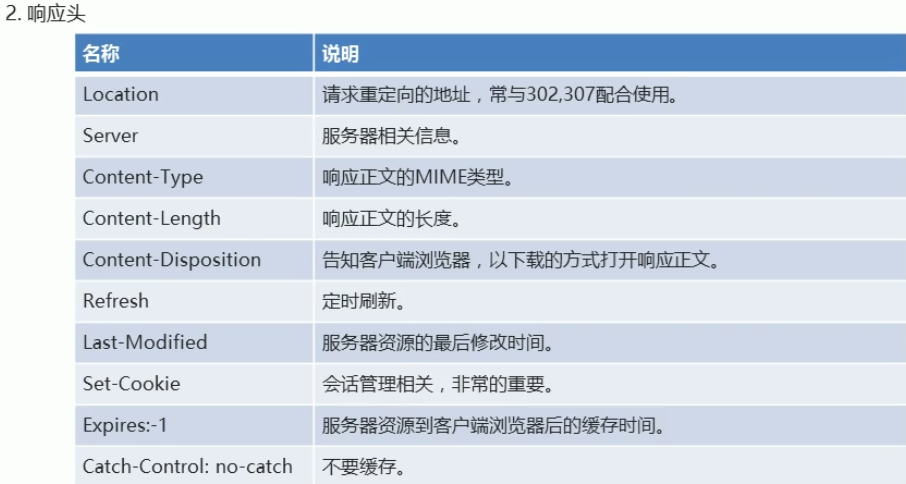 2. 响应头
名称 说明
Location 请求重定向的地址，常与302,307配合使用。
Server 服务器相关信息。
Content-Type 响应正文的MIME类型。
Content-Length 响应正文的长度。
Content-Disposition 告知客户端浏览器，以下载的方式打开响应正文。
Refresh 定时刷新。
Last-Modified 服务器资源的最后修改时间。
Set-Cookie 会话管理相关，非常的重要。
Expires:-1 服务器资源到客户端浏览器后的缓存时间。
Catch-Control: no-catch 不要缓存。